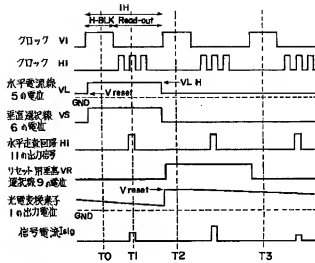 IH
H-BLK Read-out
クロック VI
クロック HI
水平電源線 VL
5の電位
V reset
VL H
GND
垂直選択線 VS
6の電位
水平走査回路 HI
11の出力信号
リセット用垂直 VR
選択線9の電位
V reset
光電変換素子
1の出力電位
GND
信号電流Isig
T0 T1 T2 T3